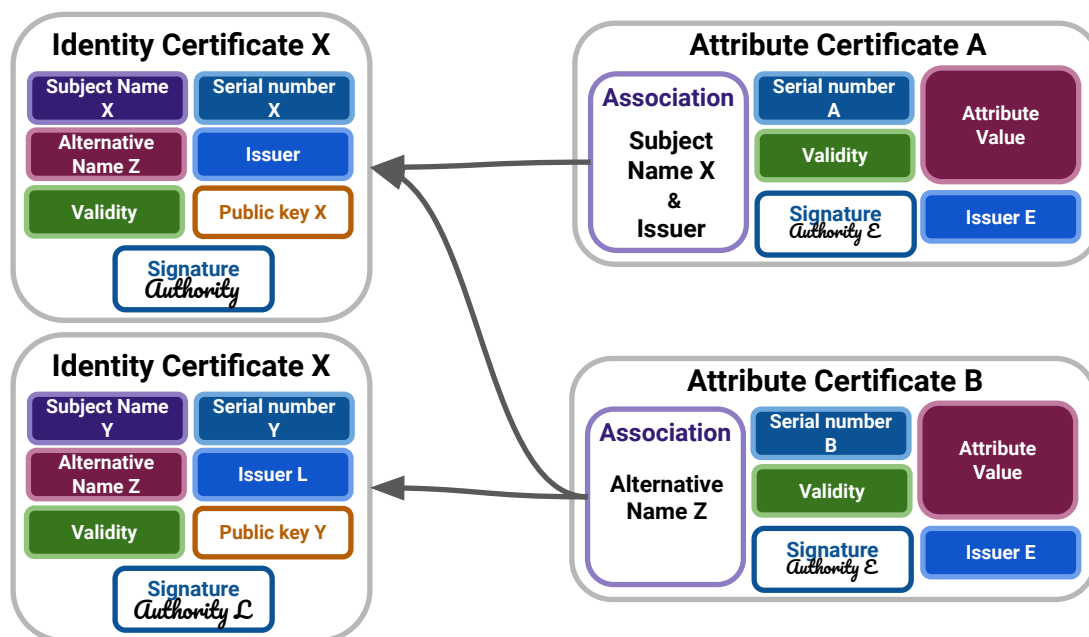 Identity Certificate X
Subject Name
X
Serial number
X
Alternative
Name Z
Issuer
Validity
Public key X
Signature
Authority
Attribute Certificate A
Association
Subject
Name X
&
Issuer
Serial number
A
Validity
Signature
Authority E
Attribute
Value
Issuer E
Identity Certificate X
Subject Name
Y
Serial number
Y
Alternative
Name Z
Issuer L
Validity
Public key Y
Signature
Authority L
Attribute Certificate B
Association
Alternative
Name Z
Serial number
B
Validity
Signature
Authority E
Attribute
Value
Issuer E